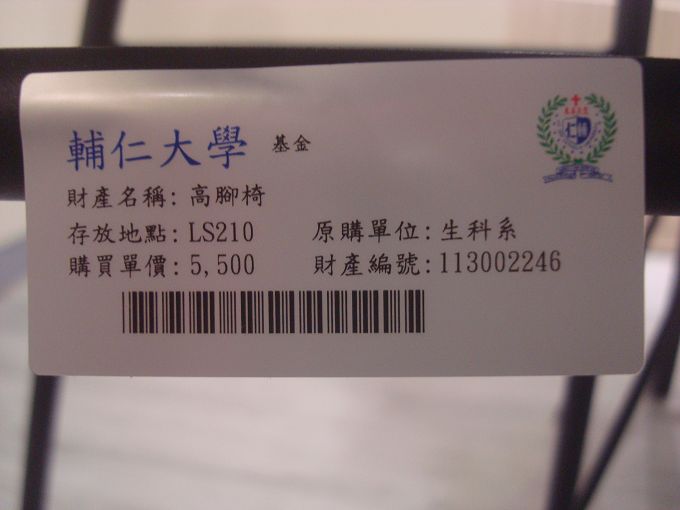 輔仁大學 基金
財產名稱: 高腳椅
存放地點: LS210 原購單位: 生科系
購買單價: 5,500 財產編號: 113002246